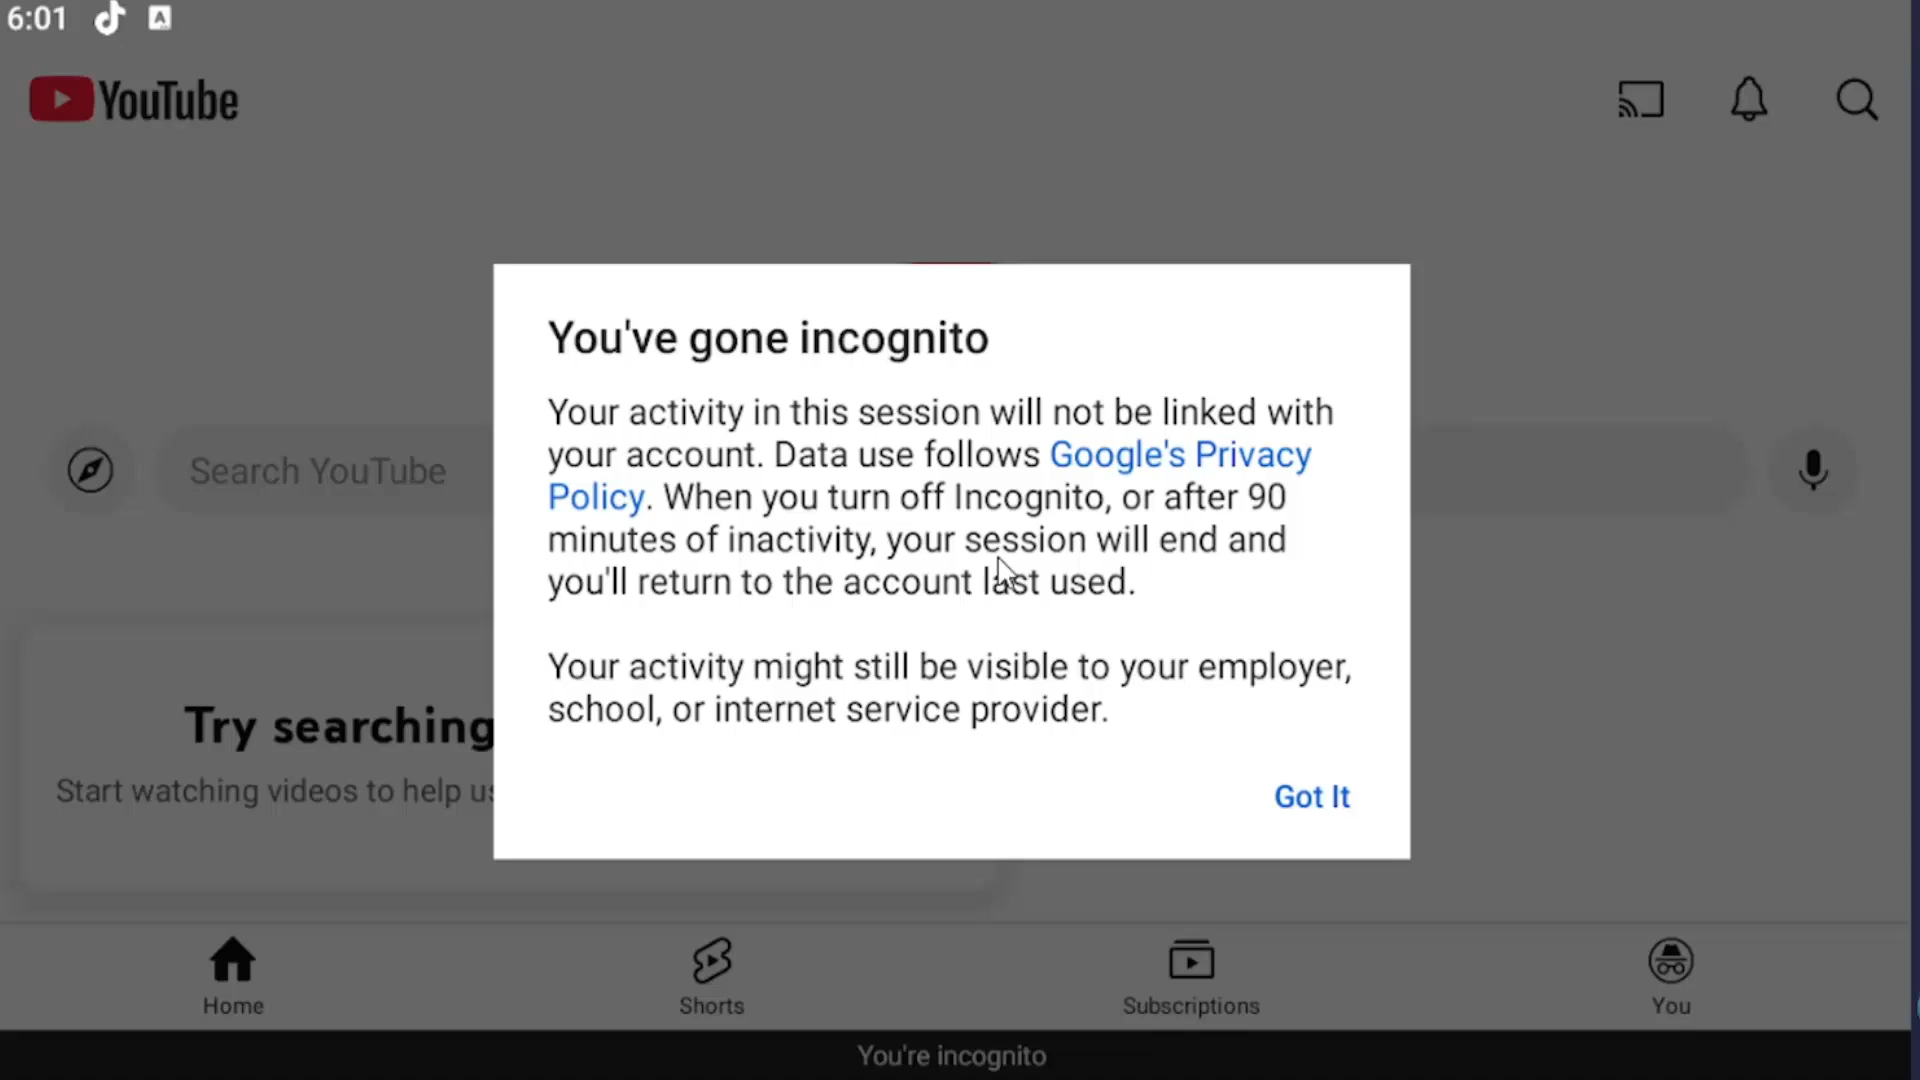 6:01
YouTube
You've gone incognito
Your activity in this session will not be linked with
your account. Data use follows Google's Privacy
Policy. When you turn off Incognito, or after 90
minutes of inactivity, your session will end and
you'll return to the account last used.
Your activity might still be visible to your employer,
school, or internet service provider.
Got It
Search YouTube
Try searching
Start watching videos to help us
Home
Shorts
Subscriptions
You
You're incognito